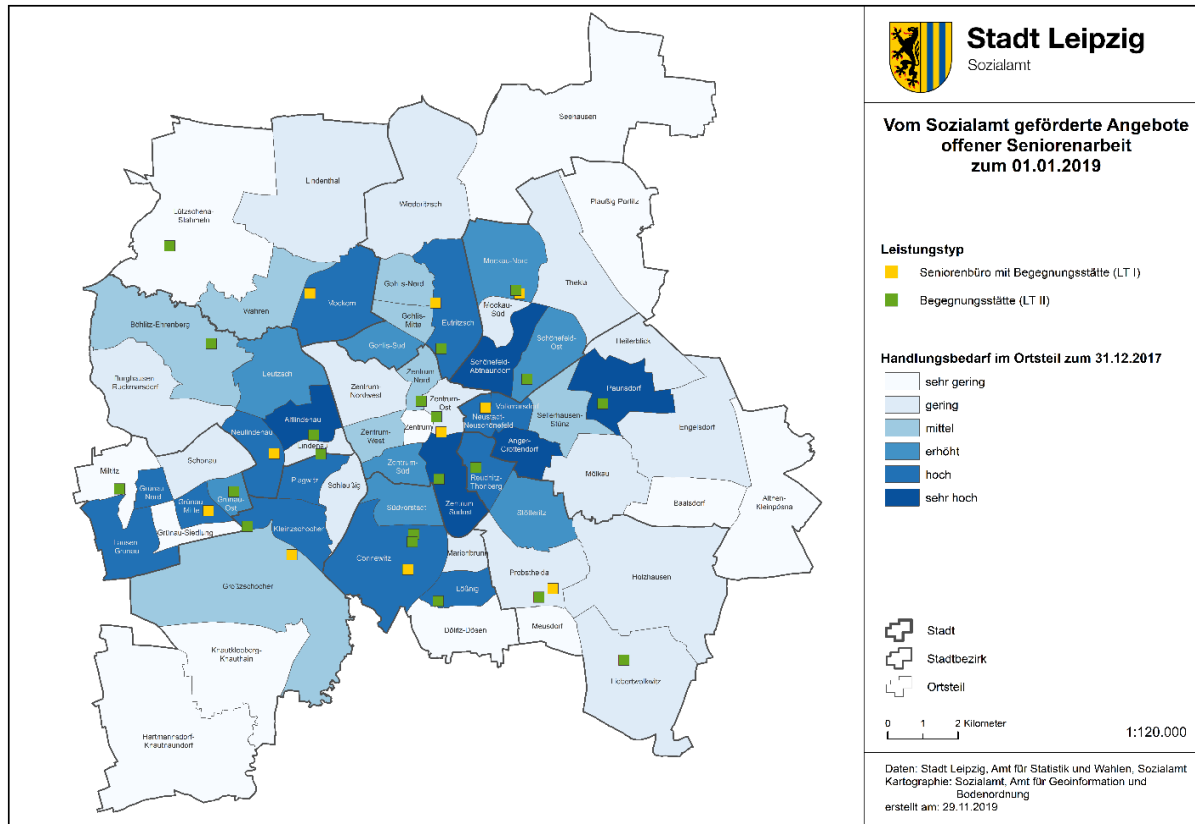 Stadt Leipzig
Sozialamt
Vom Sozialamt geförderte Angebote
offener Seniorenarbeit
zum 01.01.2019
Leistungstyp
Seniorenbüro mit Begegnungsstätte (LT I)
Begegnungsstätte (LT II)
Handlungsbedarf im Ortsteil zum 31.12.2017
sehr gering
gering
mittel
erhöht
hoch
sehr hoch
Stadt
Stadtbezirk
Ortsteil
0 1 2 Kilometer
1:120.000
Daten: Stadt Leipzig, Amt für Statistik und Wahlen, Sozialamt
Kartographie: Sozialamt, Amt für Geoinformation und
Bodenordnung
erstellt am: 29.11.2019
Seehausen
Lindenthal
Wiederitzsch
Plaußig-Portitz
Lützschena-
Stahmeln
Mockau-Nord
Thekla
Gohlis-Nord
Möckern
Wahren
Mockau-
Süd
Gohlis-
Mitte
Eutritzsch
Böhlitz-Ehrenberg
Schönefeld-
Ost
Heiterblick
Gohlis-Süd
Schönefeld-
Abtnaundorf
Leutzsch
Zentrum-
Nord
Burghausen-
Rückmarsdorf
Paunsdorf
Zentrum-
Nordwest
Zentrum-
Ost
Volkmarsdorf
Sellerhausen-
Stünz
Neustadt-
Neuschönefeld
Altlindenau
Zentrum
Engelsdorf
Neulindenau
Zentrum-
West
Anger-
Crottendorf
Lindenau
Schönau
Zentrum-
Süd
Mölkau
Miltitz
Grünau-
Nord
Plagwitz
Schleußig
Reudnitz-
Thonberg
Grünau-
Ost
Grünau-
Mitte
Zentrum-
Südost
Baalsdorf
Althen-
Kleinpösna
Südvorstadt
Stötteritz
Kleinzschocher
Grünau-Siedlung
Lausen-
Grünau
Connewitz
Marienbrunn
Probstheida
Holzhausen
Großzschocher
Lößnig
Dölitz-Dösen
Meusdorf
Knautkleeberg-
Knauthain
Liebertwolkwitz
Hartmannsdorf-
Knautnaundorf